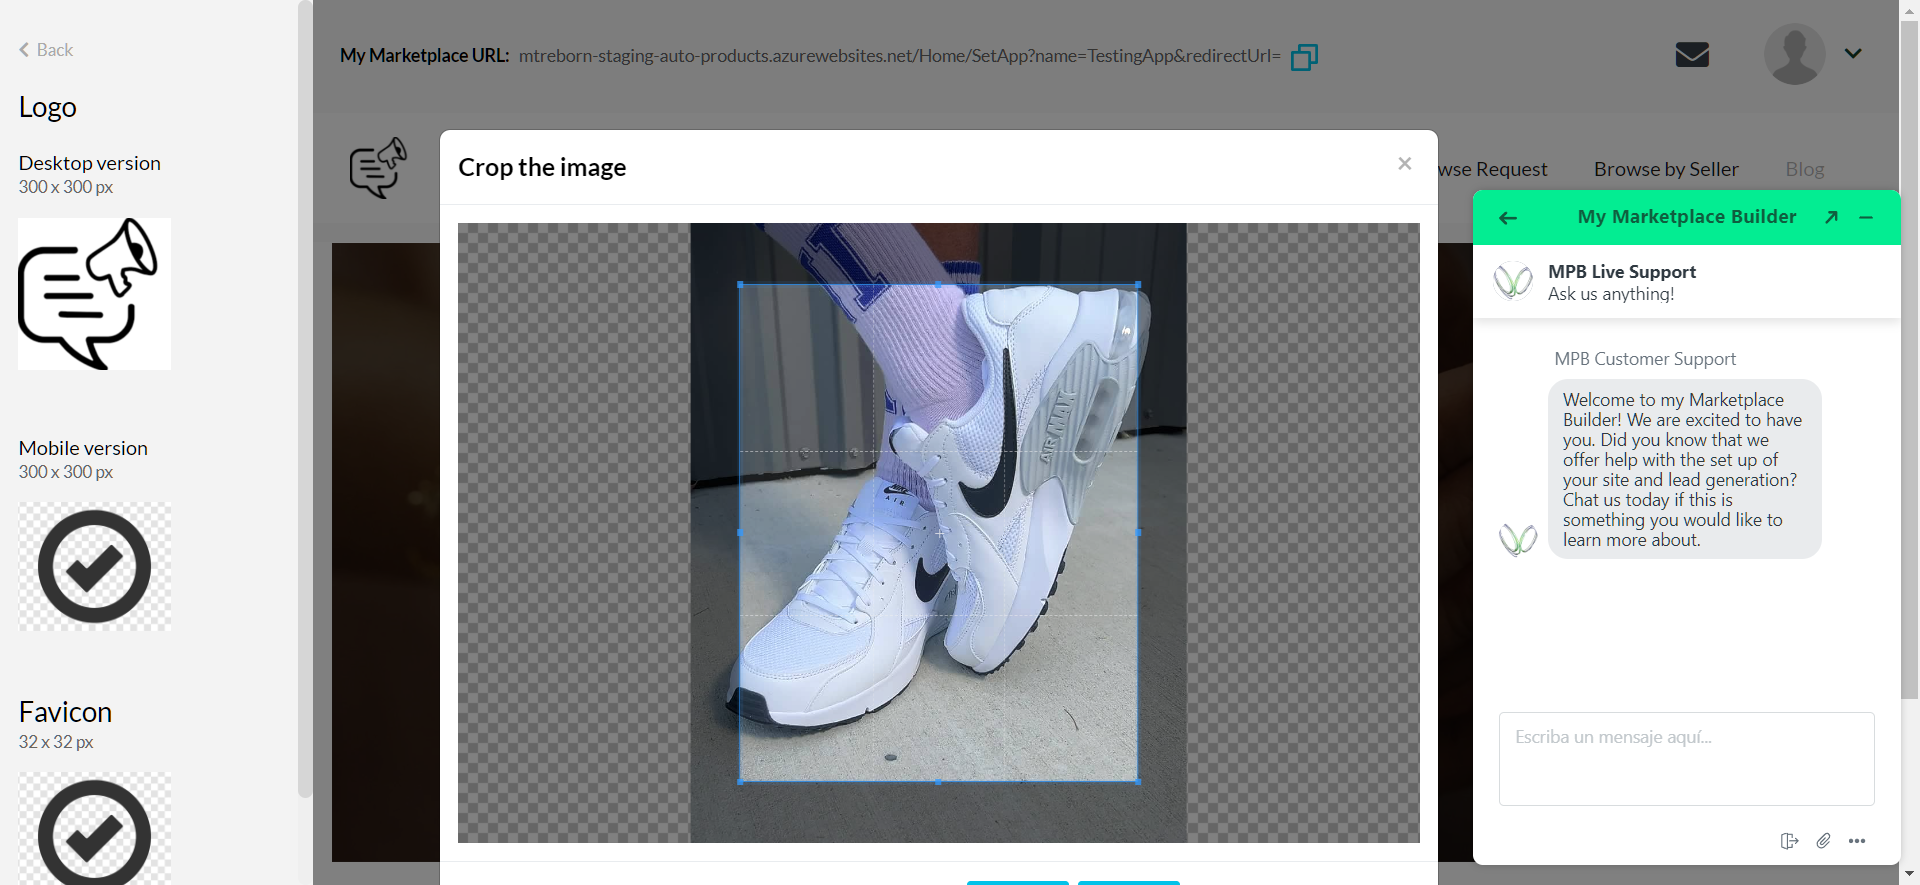 Back
Logo
Desktop version
300 x 300 px
Mobile version
300 x 300 px
Favicon
32 x 32 px
My Marketplace URL: mtreborn-staging-auto-products.azurewebsites.net/Home/SetApp?name=TestingApp&redirectUrl=
wse Request
Browse by Seller
Blog
Crop the image
×
AIR MAX
AIR
My Marketplace Builder
MPB Live Support
Ask us anything!
MPB Customer Support
Welcome to my Marketplace
Builder! We are excited to have
you. Did you know that we
offer help with the set up of
your site and lead generation?
Chat us today if this is
something you would like to
learn more about.
Escriba un mensaje aquí...